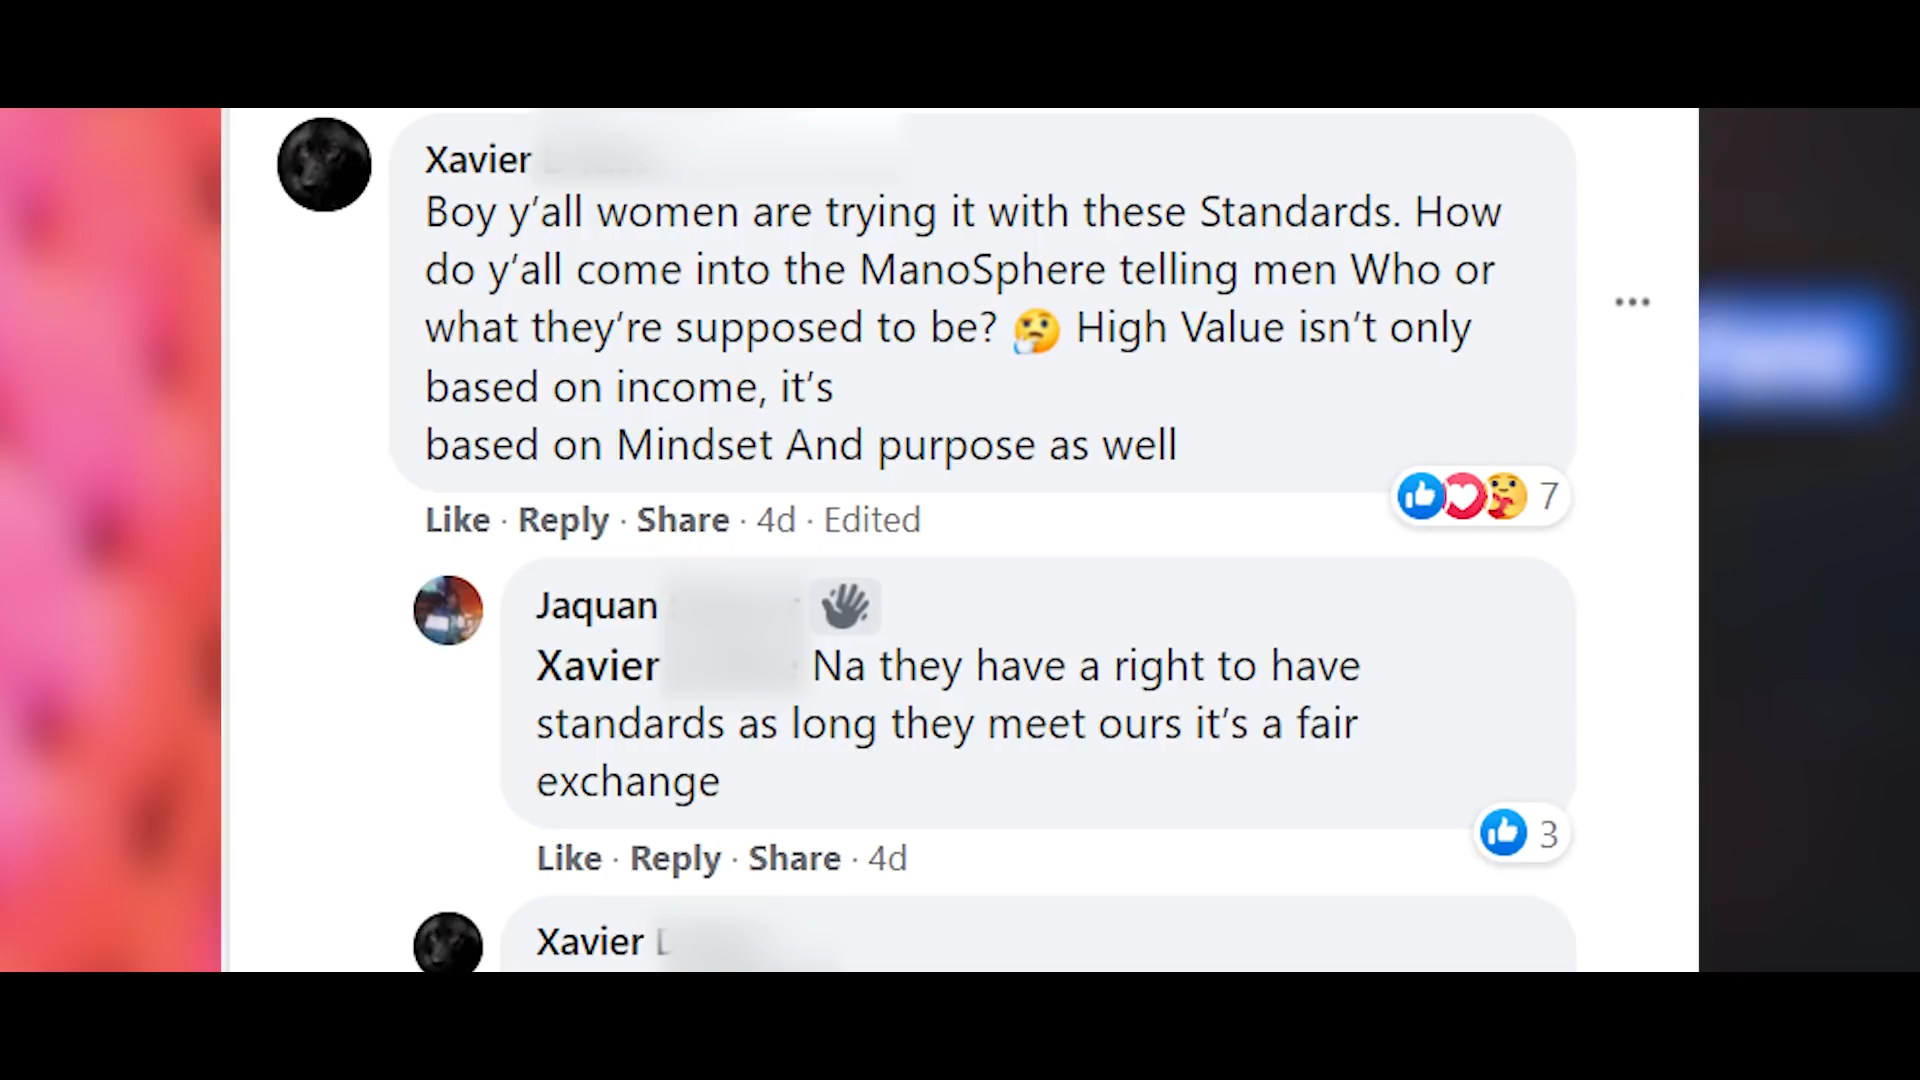 Xavier
Boy y'all women are trying it with these Standards. How
do y'all come into the ManoSphere telling men Who or
what they're supposed to be? 🤔 High Value isn't only
based on income, it's
based on Mindset And purpose as well
7
Like · Reply · Share · 4d · Edited
Jaquan
Xavier Na they have a right to have
standards as long they meet ours it's a fair
exchange
3
Like · Reply · Share · 4d
Xavier